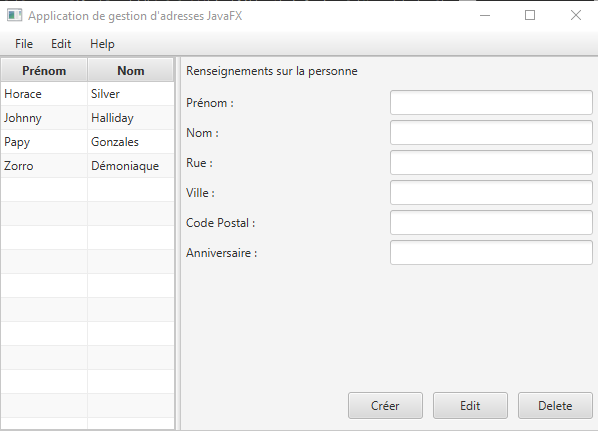 Application de gestion d'adresses JavaFX
File Edit Help
Prénom Nom
Horace Silver
Johnny Halliday
Papy Gonzales
Zorro Démoniaque
Renseignements sur la personne
Prénom :
Nom :
Rue :
Ville :
Code Postal :
Anniversaire :
Créer Edit Delete